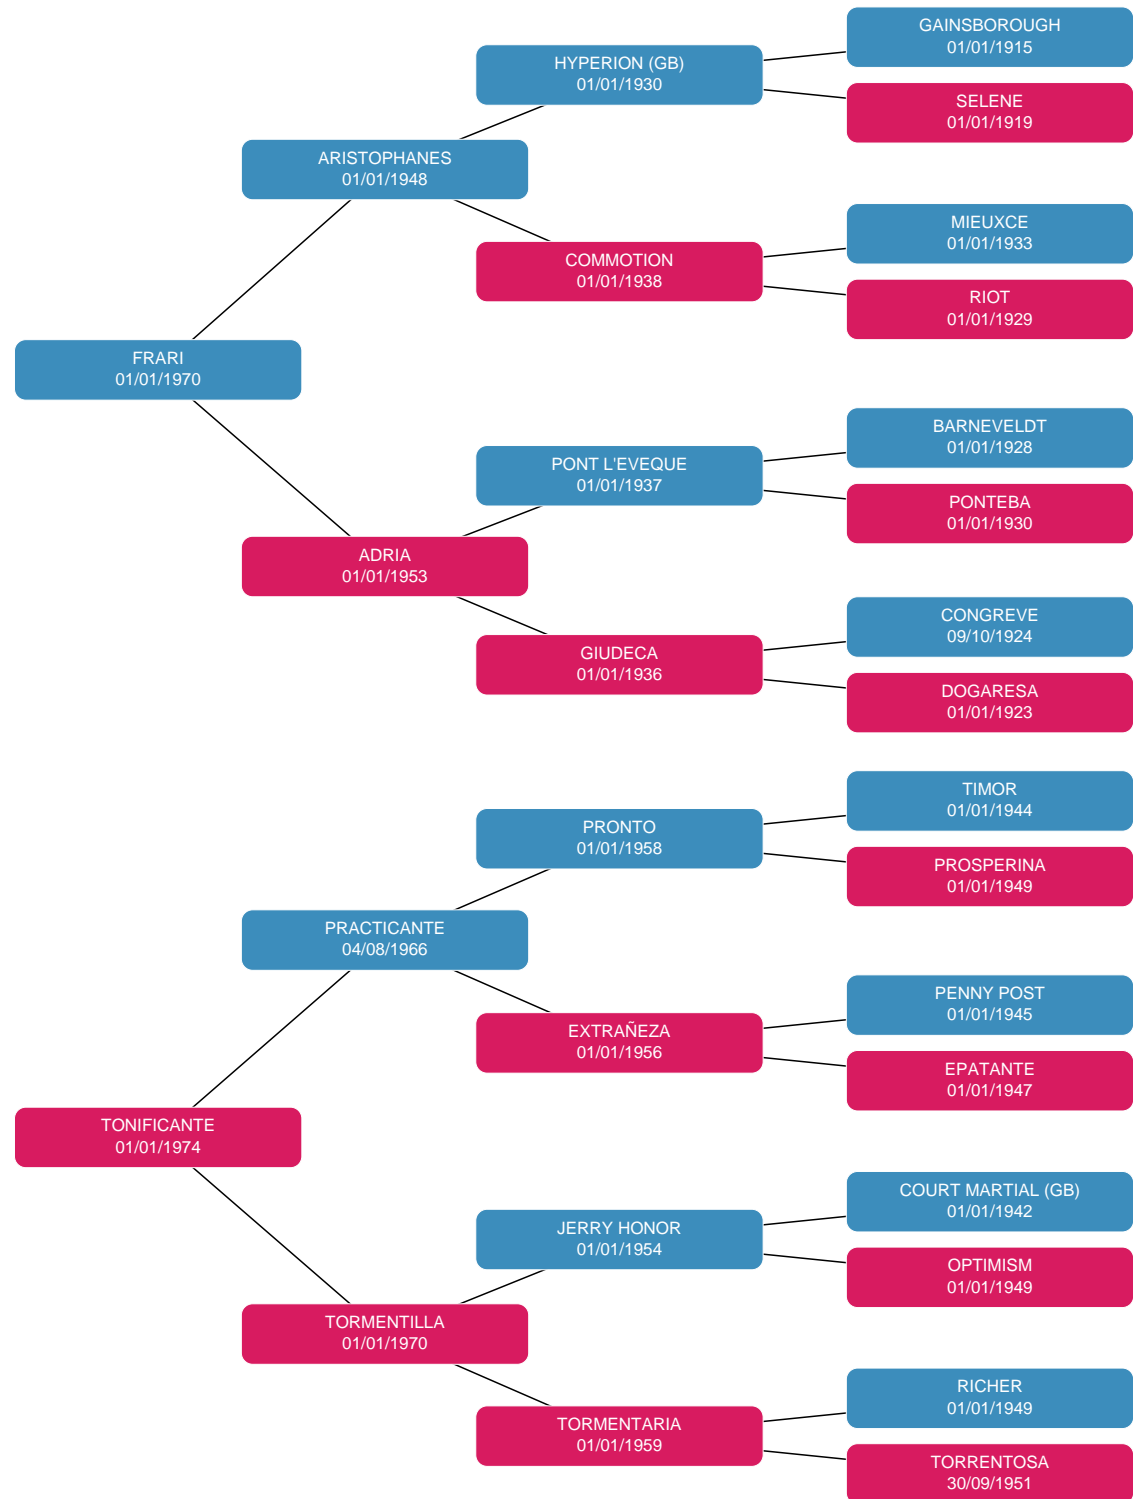 GAINSBOROUGH
01/01/1915
HYPERION (GB)
01/01/1930
SELENE
01/01/1919
ARISTOPHANES
01/01/1948
MIEUXCE
01/01/1933
COMMOTION
01/01/1938
RIOT
01/01/1929
FRARI
01/01/1970
BARNEVELDT
01/01/1928
PONT L'EVEQUE
01/01/1937
PONTEBA
01/01/1930
ADRIA
01/01/1953
CONGREVE
09/10/1924
GIUDECA
01/01/1936
DOGARESA
01/01/1923
TIMOR
01/01/1944
PRONTO
01/01/1958
PROSPERINA
01/01/1949
PRACTICANTE
04/08/1966
PENNY POST
01/01/1945
EXTRAÑEZA
01/01/1956
EPATANTE
01/01/1947
TONIFICANTE
01/01/1974
COURT MARTIAL (GB)
01/01/1942
JERRY HONOR
01/01/1954
OPTIMISM
01/01/1949
TORMENTILLA
01/01/1970
RICHER
01/01/1949
TORMENTARIA
01/01/1959
TORRENTOSA
30/09/1951